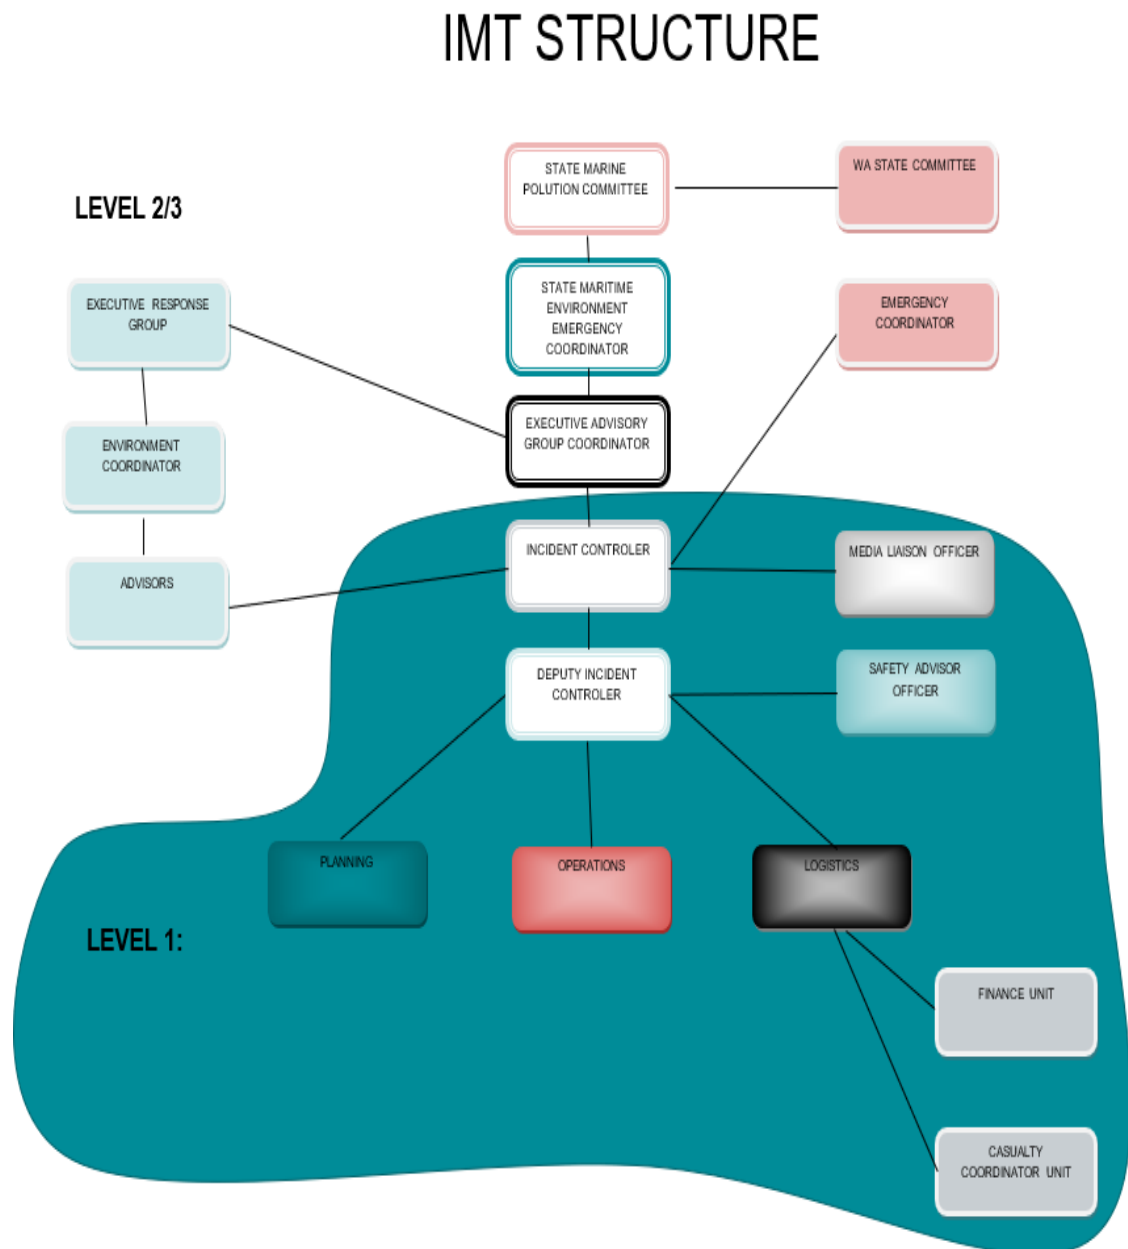 IMT STRUCTURE
STATE MARINE
POLUTION COMMITTEE
WA STATE COMMITTEE
LEVEL 2/3
EXECUTIVE RESPONSE
GROUP
STATE MARITIME
ENVIRONMENT
EMERGENCY
COORDINATOR
EMERGENCY
COORDINATOR
EXECUTIVE ADVISORY
GROUP COORDINATOR
ENVIRONMENT
COORDINATOR
INCIDENT CONTROLER
MEDIA LIAISON OFFICER
ADVISORS
DEPUTY INCIDENT
CONTROLER
SAFETY ADVISOR
OFFICER
PLANNING
OPERATIONS
LOGISTICS
LEVEL 1:
FINANCE UNIT
CASUALTY
COORDINATOR UNIT